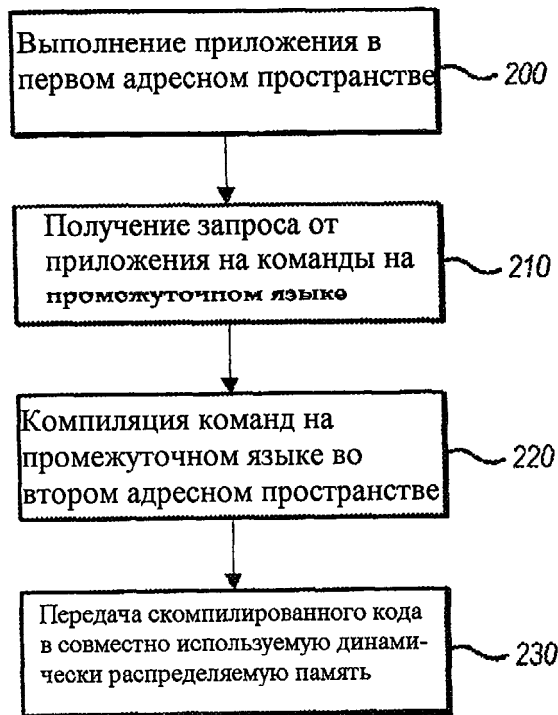 Выполнение приложения в
первом адресном пространстве
200
Получение запроса от
приложения на команды на
промежуточном языке
210
Компиляция команд на
промежуточном языке во
втором адресном пространстве
220
Передача скомпилированного кода
в совместно используемую динами-
чески распределяемую память
230